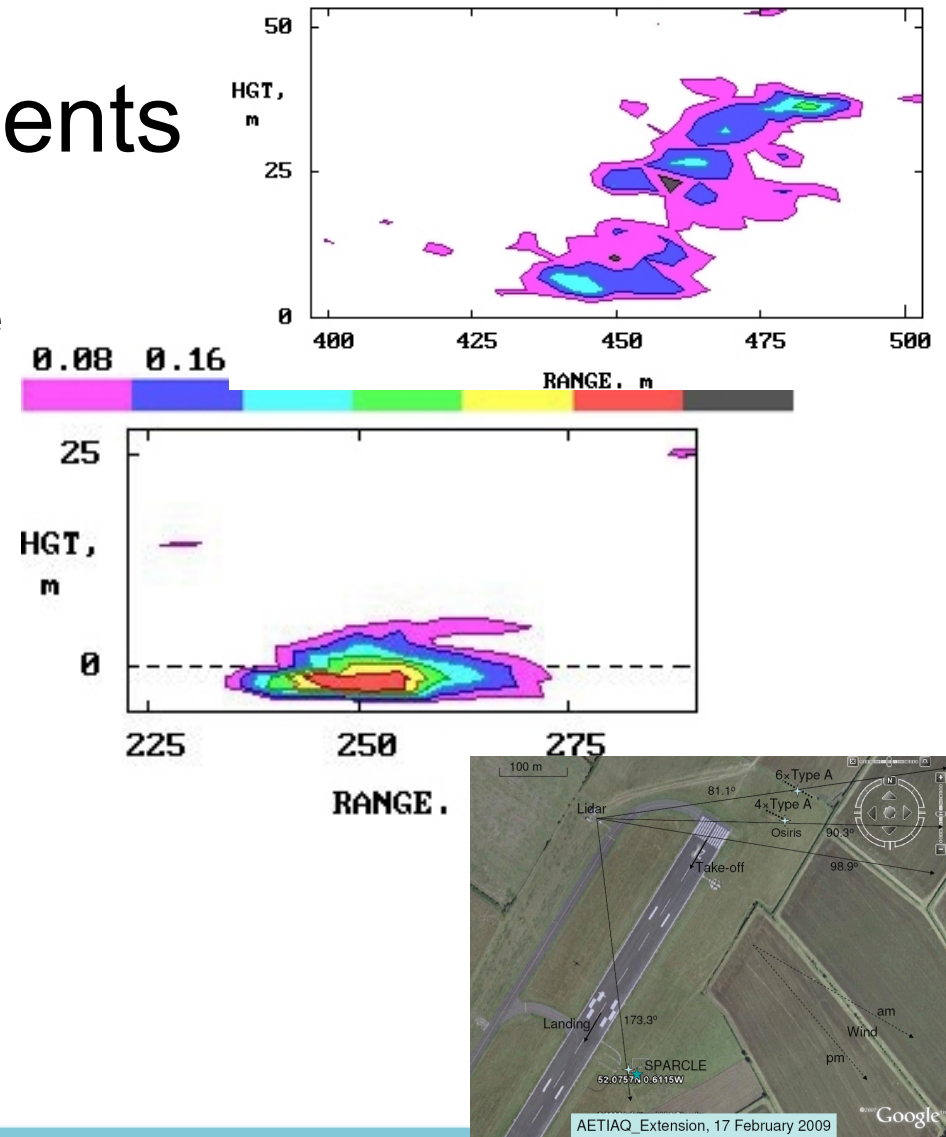 ents
50
HGT,
m
25
0
400 425 450 475 500
RANGE. m
0.08 0.16
25
HGT,
m
0
225 250 275
RANGE.
100 m
6×Type A
81.1º
4×Type A
Lidar
Osiris
90.3º
98.9º
Take-off
N
am
Wind
pm
Landing
173.3º
SPARCLE
52.0757N 0.6115W
Google
AETIAQ_Extension, 17 February 2009